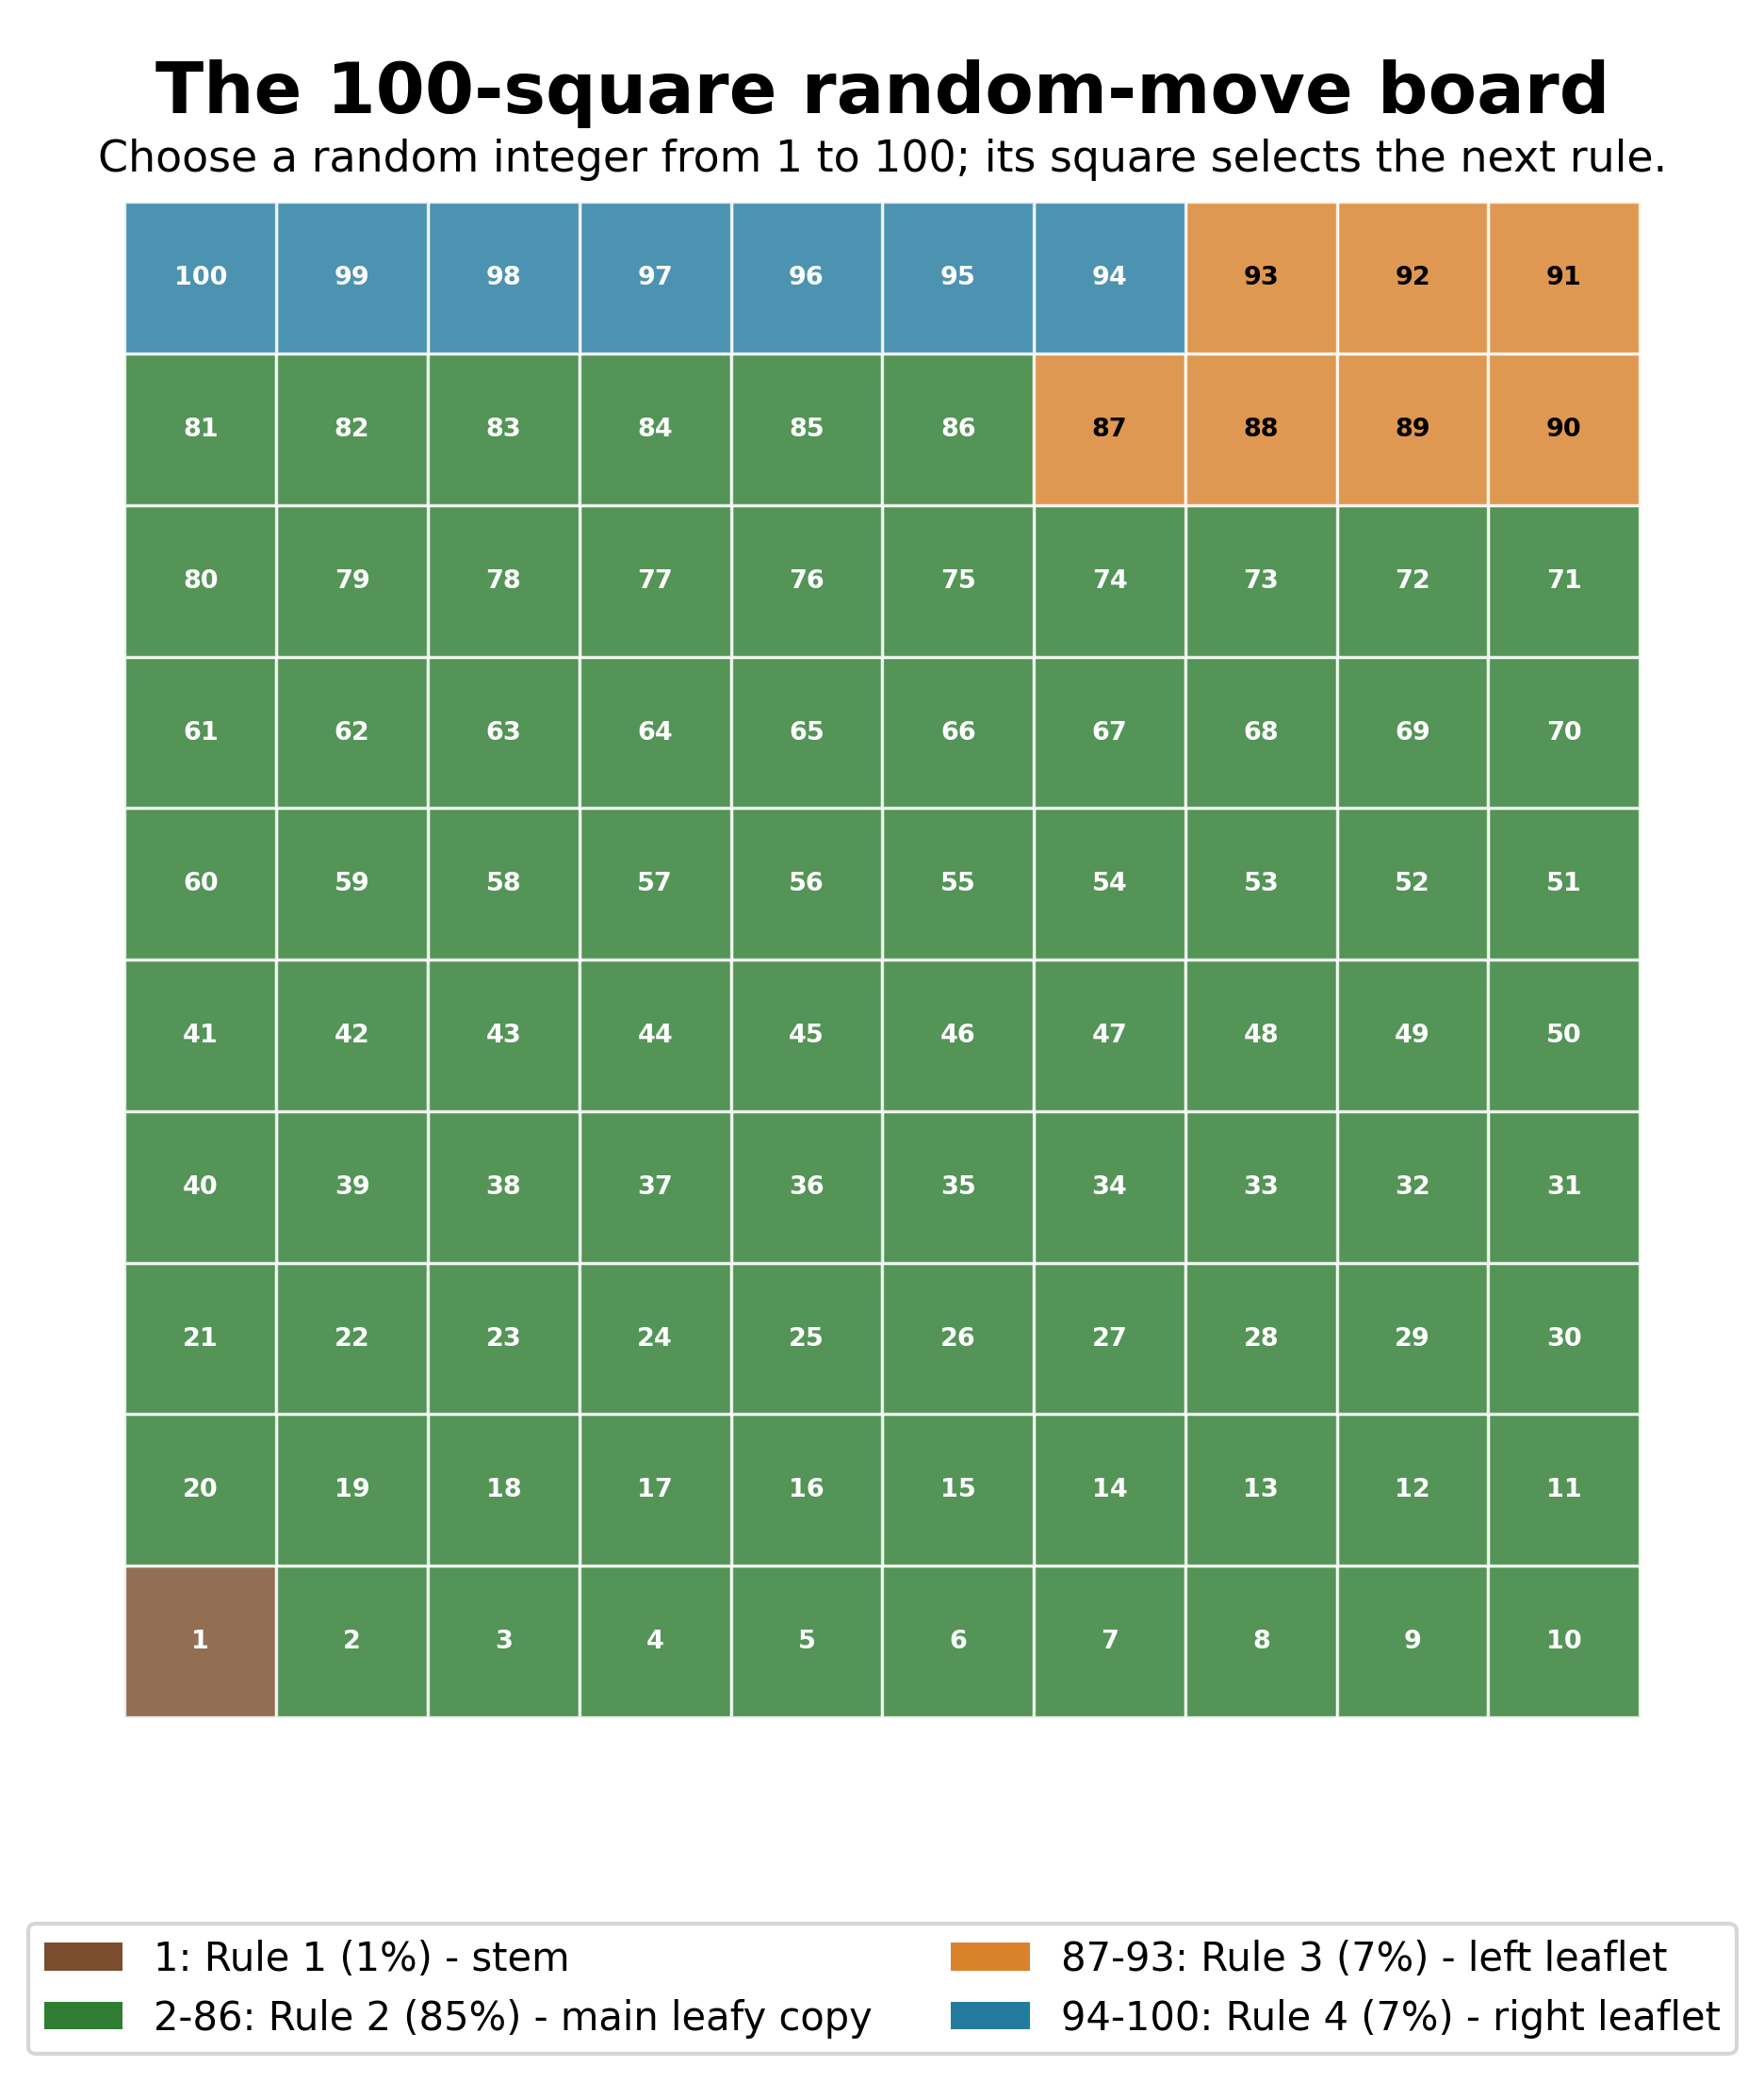 The 100-square random-move board
Choose a random integer from 1 to 100; its square selects the next rule.
100 99 98 97 96 95 94 93 92 91
81 82 83 84 85 86 87 88 89 90
80 79 78 77 76 75 74 73 72 71
61 62 63 64 65 66 67 68 69 70
60 59 58 57 56 55 54 53 52 51
41 42 43 44 45 46 47 48 49 50
40 39 38 37 36 35 34 33 32 31
21 22 23 24 25 26 27 28 29 30
20 19 18 17 16 15 14 13 12 11
1 2 3 4 5 6 7 8 9 10
1: Rule 1 (1%) - stem
2-86: Rule 2 (85%) - main leafy copy
87-93: Rule 3 (7%) - left leaflet
94-100: Rule 4 (7%) - right leaflet